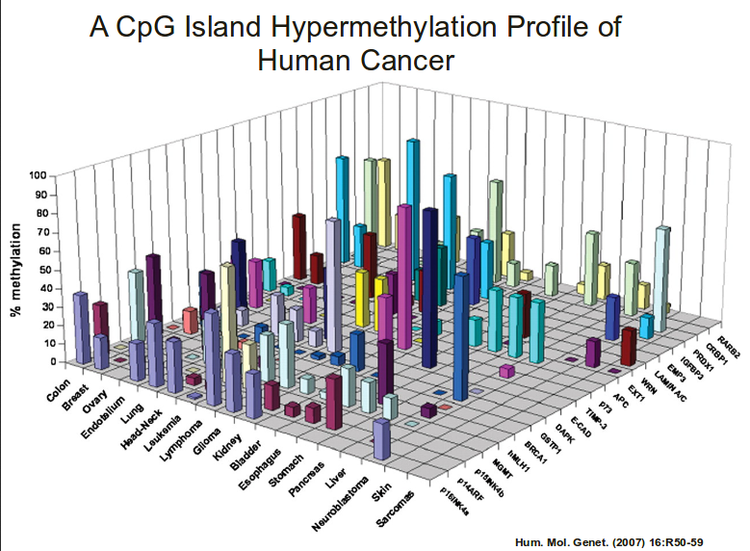 A CpG Island Hypermethylation Profile of
Human Cancer
% methylation
100
90
80
70
60
50
40
30
20
10
0
Colon
Breast
Ovary
Endotelium
Lung
Head-Neck
Leukemia
Lymphoma
Glioma
Kidney
Bladder
Esophagus
Stomach
Pancreas
Liver
Neuroblastoma
Skin
Sarcomas
p16INK4a
p14ARF
p15INK4b
MGMT
hMLH1
BRCA1
GSTP1
DAPK
E-CAD
TIMP-3
p73
APC
EXT1
WRN
LAMIN A/C
EMP3
IGFBP3
PRDX1
CRBP1
RARB2
Hum. Mol. Genet. (2007) 16:R50-59